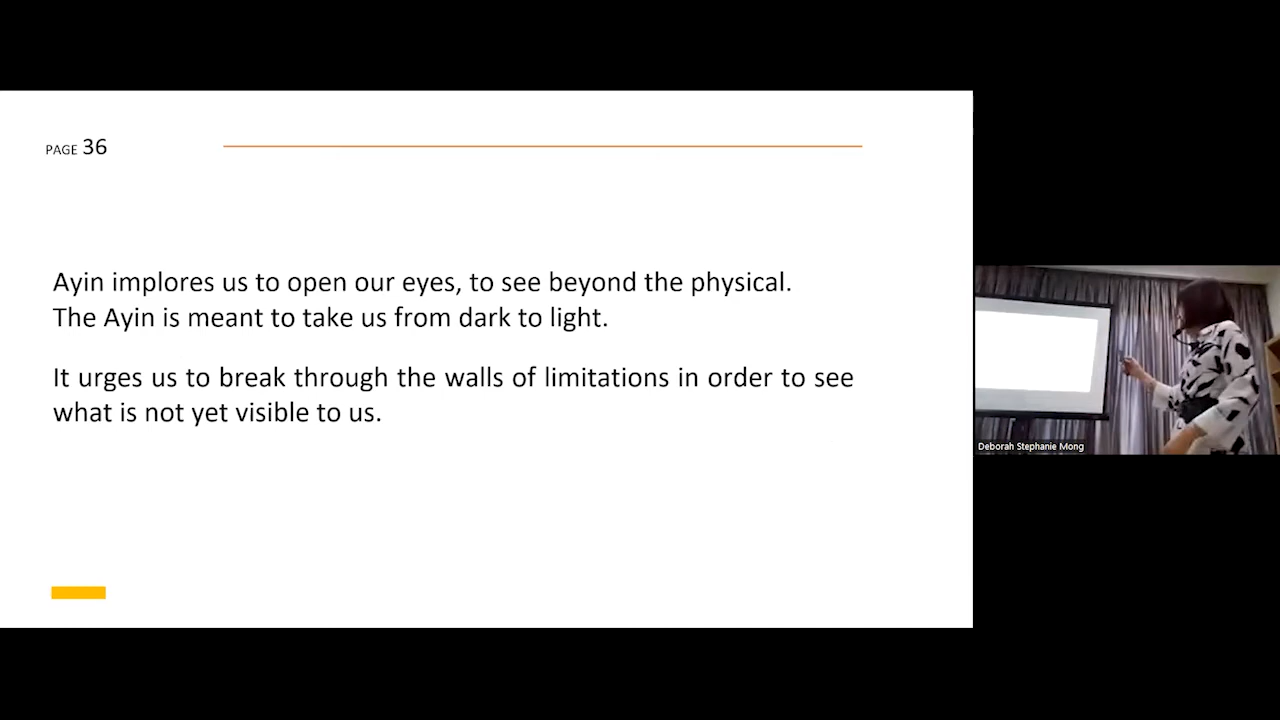 PAGE 36
Ayin implores us to open our eyes, to see beyond the physical.
The Ayin is meant to take us from dark to light.
It urges us to break through the walls of limitations in order to see
what is not yet visible to us.
Deborah Stephanie Mong